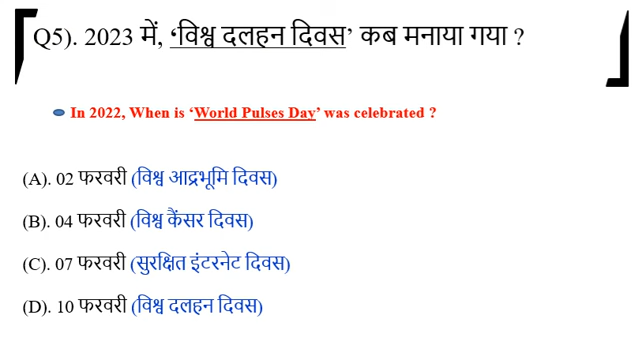 Q5). 2023 में, ‘विश्व दलहन दिवस’ कब मनाया गया ?
In 2022, When is ‘World Pulses Day’ was celebrated ?
(A). 02 फरवरी (विश्व आद्रभूमि दिवस)
(B). 04 फरवरी (विश्व कैंसर दिवस)
(C). 07 फरवरी (सुरक्षित इंटरनेट दिवस)
(D). 10 फरवरी (विश्व दलहन दिवस)